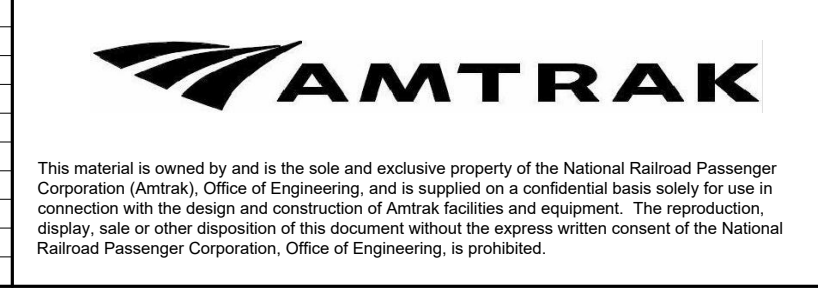 AMTRAK
This material is owned by and is the sole and exclusive property of the National Railroad Passenger
Corporation (Amtrak), Office of Engineering, and is supplied on a confidential basis solely for use in
connection with the design and construction of Amtrak facilities and equipment.  The reproduction,
display, sale or other disposition of this document without the express written consent of the National
Railroad Passenger Corporation, Office of Engineering, is prohibited.